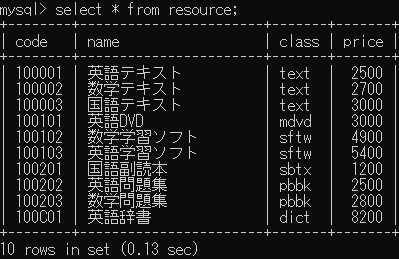 mysql> select * from resource;
+--------+----------------+-------+-------+
| code | name | class | price |
+--------+----------------+-------+-------+
| 100001 | 英語テキスト | text | 2500 |
| 100002 | 数学テキスト | text | 2700 |
| 100003 | 国語テキスト | text | 3000 |
| 100101 | 英語DVD | mdvd | 3000 |
| 100102 | 数学学習ソフト | sftw | 4900 |
| 100103 | 英語学習ソフト | sftw | 5400 |
| 100201 | 国語副読本 | sbtx | 1200 |
| 100202 | 英語問題集 | pbbk | 2500 |
| 100203 | 数学問題集 | pbbk | 2800 |
| 100C01 | 英語辞書 | dict | 8200 |
+--------+----------------+-------+-------+
10 rows in set (0.13 sec)